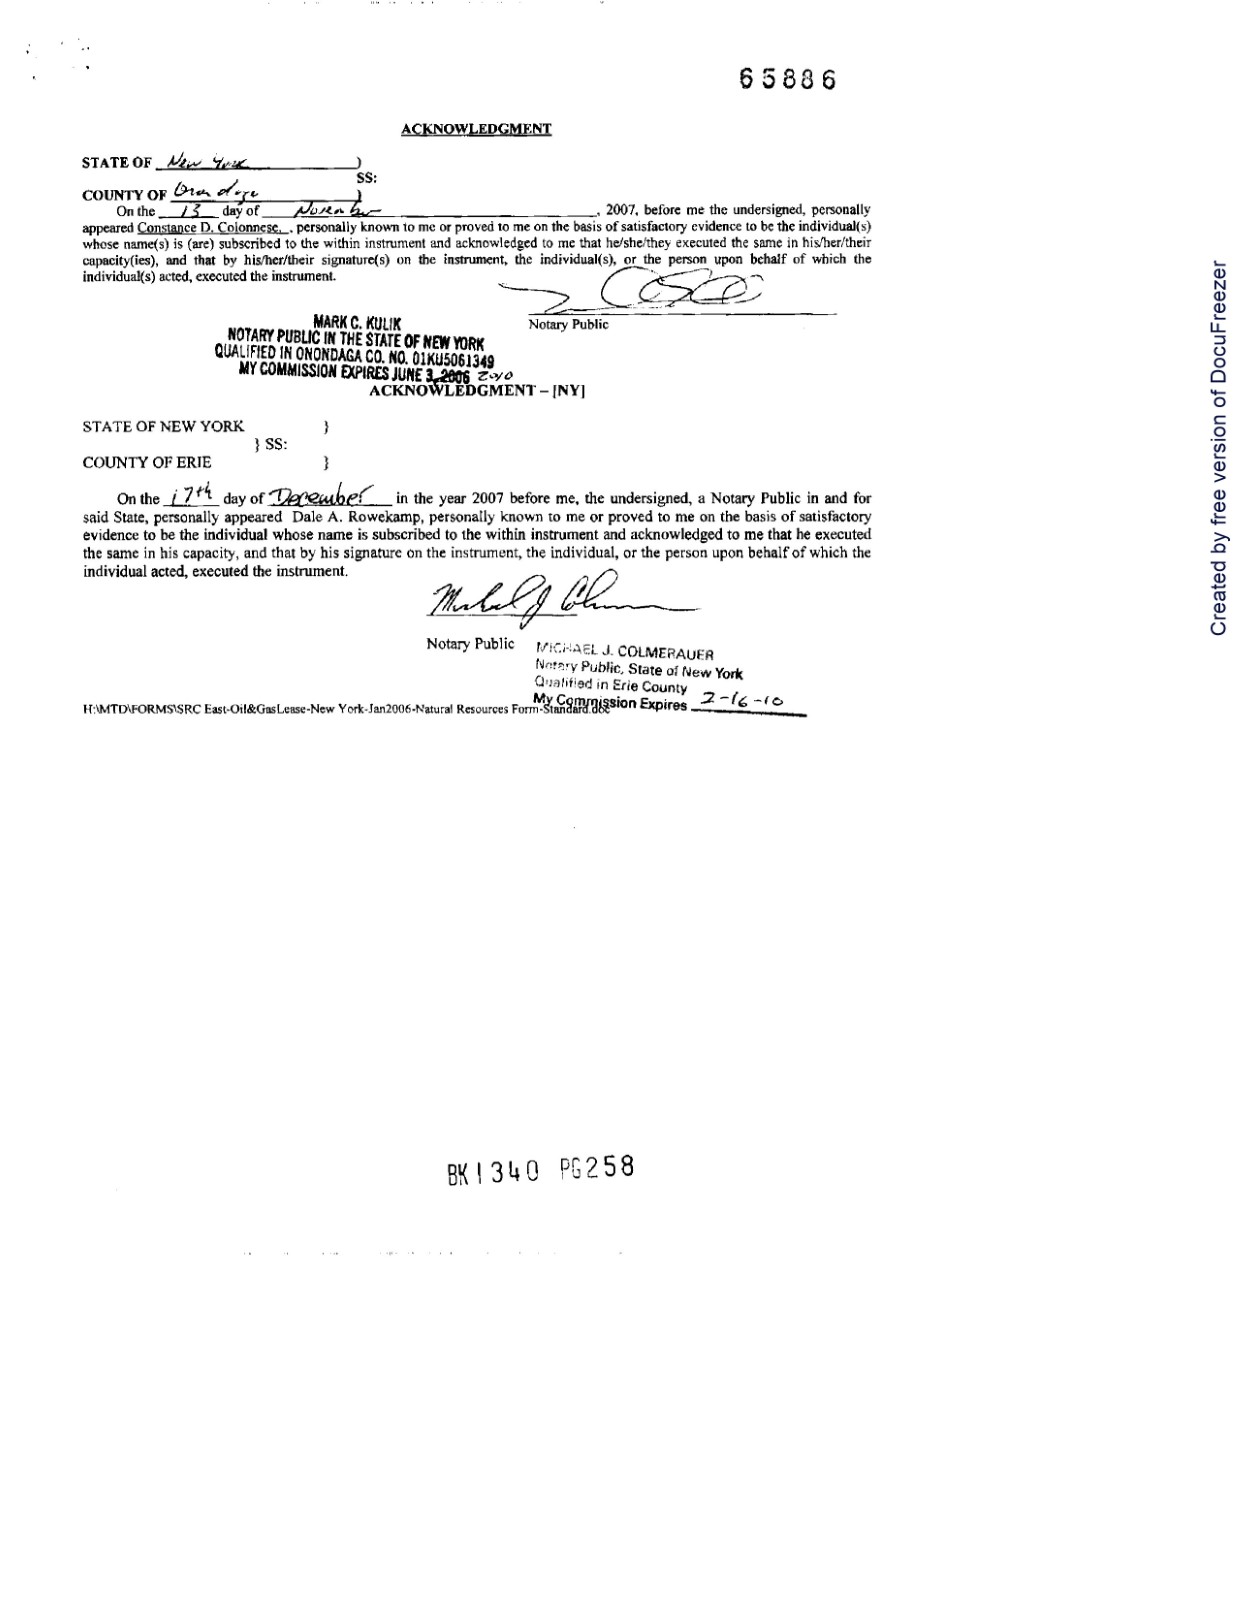 65886
ACKNOWLEDGMENT
STATE OF New York )
SS:
COUNTY OF Onondaga )
On the 13 day of November , 2007, before me the undersigned, personally
appeared Constance D. Colonnese, , personally known to me or proved to me on the basis of satisfactory evidence to be the individual(s)
whose name(s) is (are) subscribed to the within instrument and acknowledged to me that he/she/they executed the same in his/her/their
capacity(ies), and that by his/her/their signature(s) on the instrument, the individual(s), or the person upon behalf of which the
individual(s) acted, executed the instrument.
Notary Public
MARK C. KULIK
NOTARY PUBLIC IN THE STATE OF NEW YORK
QUALIFIED IN ONONDAGA CO. NO. 01KU5061349
MY COMMISSION EXPIRES JUNE 3, 2006 2010
ACKNOWLEDGMENT – [NY]
STATE OF NEW YORK }
} SS:
COUNTY OF ERIE }
On the 17th day of December in the year 2007 before me, the undersigned, a Notary Public in and for
said State, personally appeared Dale A. Rowekamp, personally known to me or proved to me on the basis of satisfactory
evidence to be the individual whose name is subscribed to the within instrument and acknowledged to me that he executed
the same in his capacity, and that by his signature on the instrument, the individual, or the person upon behalf of which the
individual acted, executed the instrument.
Notary Public
MICHAEL J. COLMERAUER
Notary Public, State of New York
Qualified in Erie County
My Commission Expires 2-16-10
H:\MTD\FORMS\SRC East-Oil&GasLease-New York-Jan2006-Natural Resources Form-Standard.doc
BK1340 PG258
Created by free version of DocuFreezer